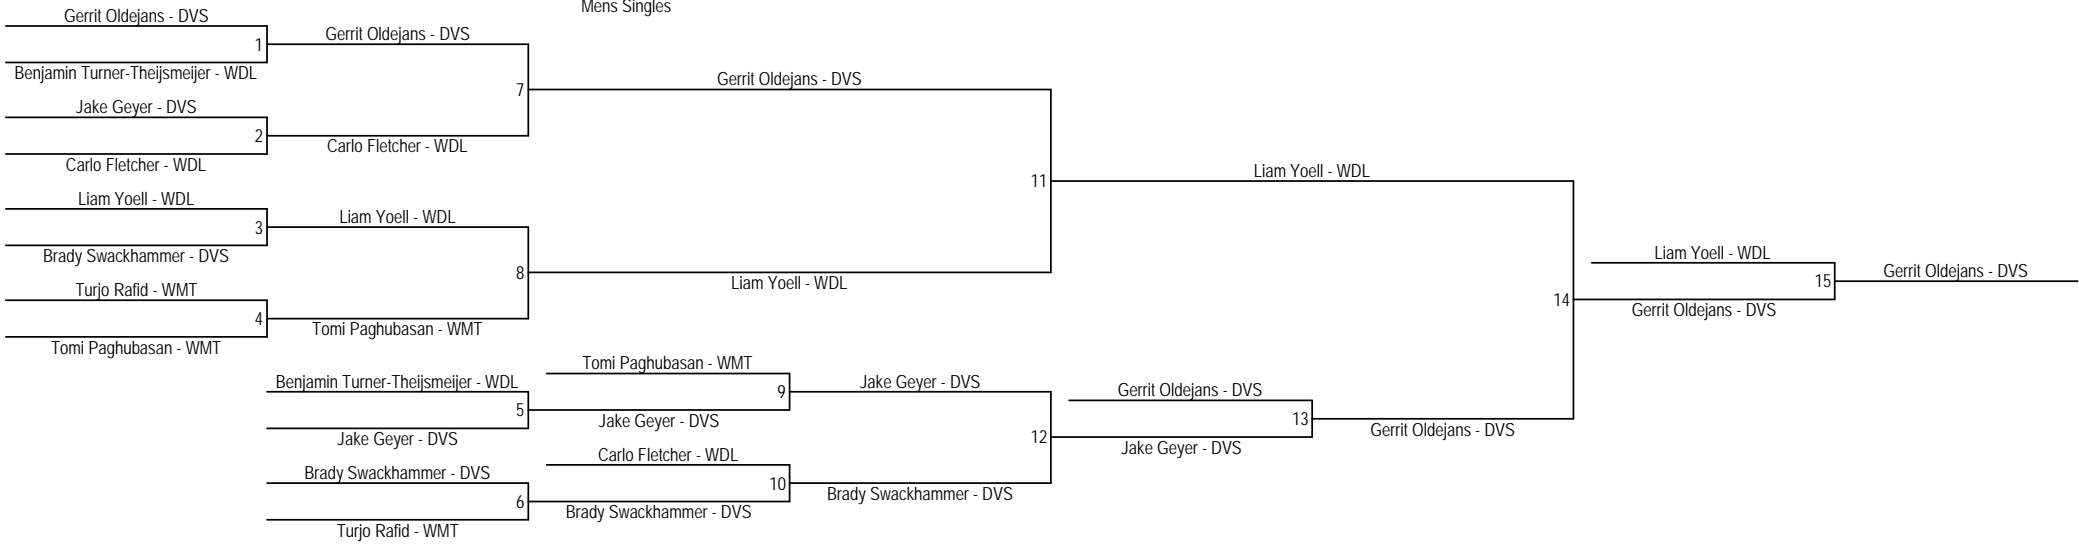 Mens Singles
Gerrit Oldejans - DVS
1
Benjamin Turner-Theijsmeijer - WDL
Jake Geyer - DVS
2
Carlo Fletcher - WDL
Liam Yoell - WDL
3
Brady Swackhammer - DVS
Turjo Rafid - WMT
4
Tomi Paghubasan - WMT
Gerrit Oldejans - DVS
7
Carlo Fletcher - WDL
Liam Yoell - WDL
8
Tomi Paghubasan - WMT
Benjamin Turner-Theijsmeijer - WDL
5
Jake Geyer - DVS
Brady Swackhammer - DVS
6
Turjo Rafid - WMT
Gerrit Oldejans - DVS
11
Liam Yoell - WDL
Tomi Paghubasan - WMT
9
Jake Geyer - DVS
Carlo Fletcher - WDL
10
Brady Swackhammer - DVS
Jake Geyer - DVS
12
Brady Swackhammer - DVS
Liam Yoell - WDL
14
Gerrit Oldejans - DVS
13
Jake Geyer - DVS
Gerrit Oldejans - DVS
Liam Yoell - WDL
15
Gerrit Oldejans - DVS
Gerrit Oldejans - DVS